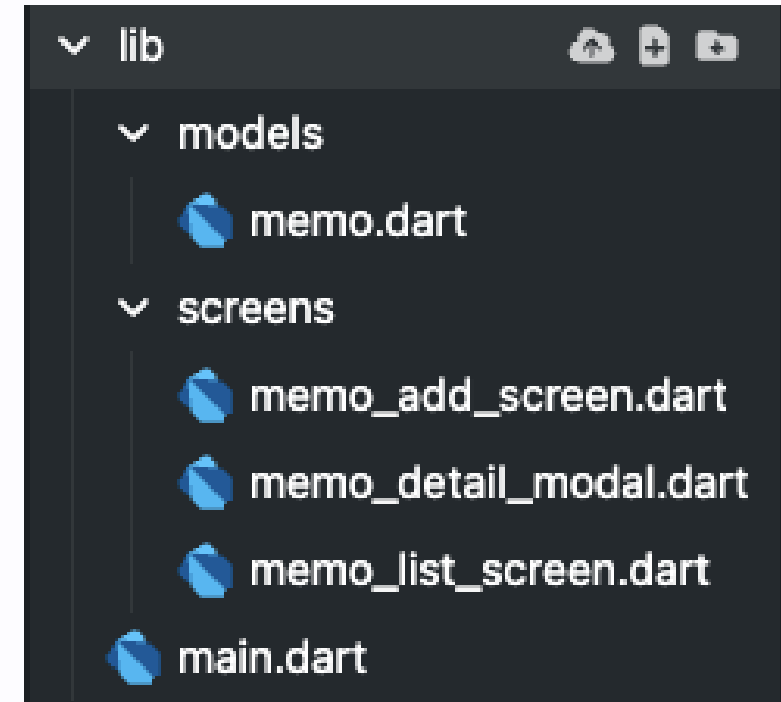 lib
models
memo.dart
screens
memo_add_screen.dart
memo_detail_modal.dart
memo_list_screen.dart
main.dart